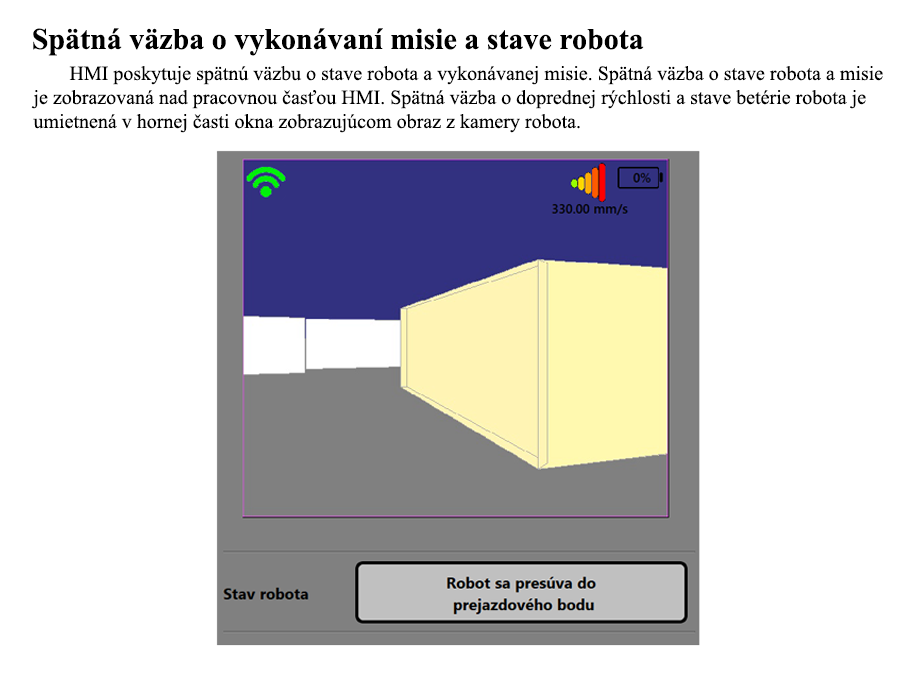 Spätná väzba o vykonávaní misie a stave robota
HMI poskytuje spätnú väzbu o stave robota a vykonávanej misie. Spätná väzba o stave robota a misie
je zobrazovaná nad pracovnou časťou HMI. Spätná väzba o doprednej rýchlosti a stave betérie robota je
umietnená v hornej časti okna zobrazujúcom obraz z kamery robota.
0%
330.00 mm/s
Stav robota
Robot sa presúva do
prejazdového bodu